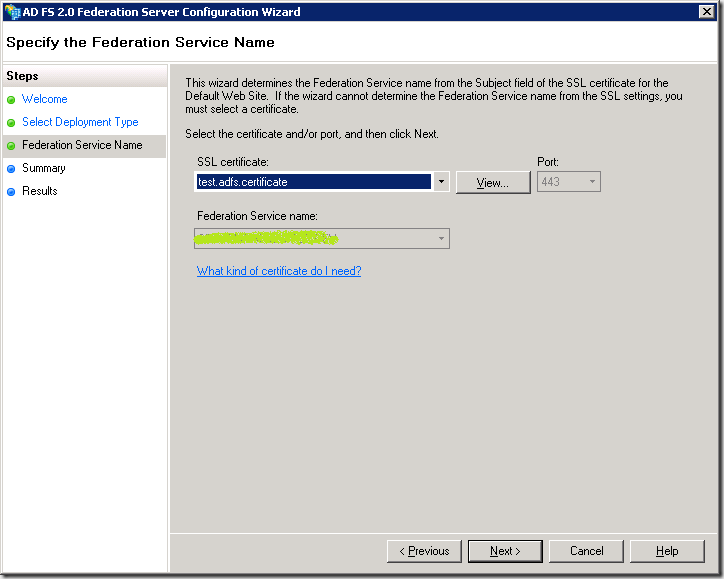 AD FS 2.0 Federation Server Configuration Wizard
Specify the Federation Service Name
Steps
Welcome
Select Deployment Type
Federation Service Name
Summary
Results
This wizard determines the Federation Service name from the Subject field of the SSL certificate for the
Default Web Site. If the wizard cannot determine the Federation Service name from the SSL settings, you
must select a certificate.
Select the certificate and/or port, and then click Next.
SSL certificate:
Port:
test.adfs.certificate
View...
443
Federation Service name:
What kind of certificate do I need?
< Previous
Next >
Cancel
Help